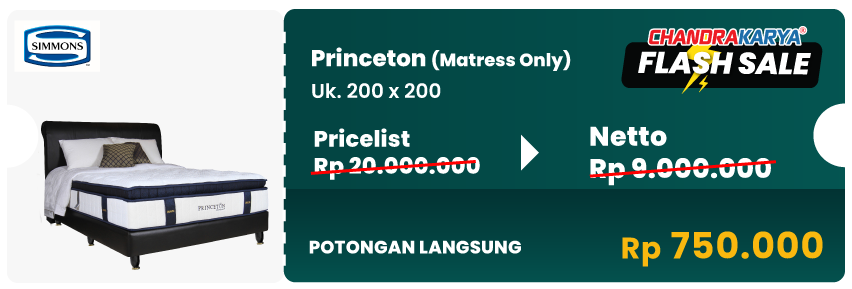 SIMMONS
CHANDRAKARYA®
FLASH SALE
Princeton (Matress Only)
Uk. 200 x 200
Pricelist
Rp 20.000.000
Netto
Rp 9.000.000
PRINCETON
POTONGAN LANGSUNG
Rp 750.000